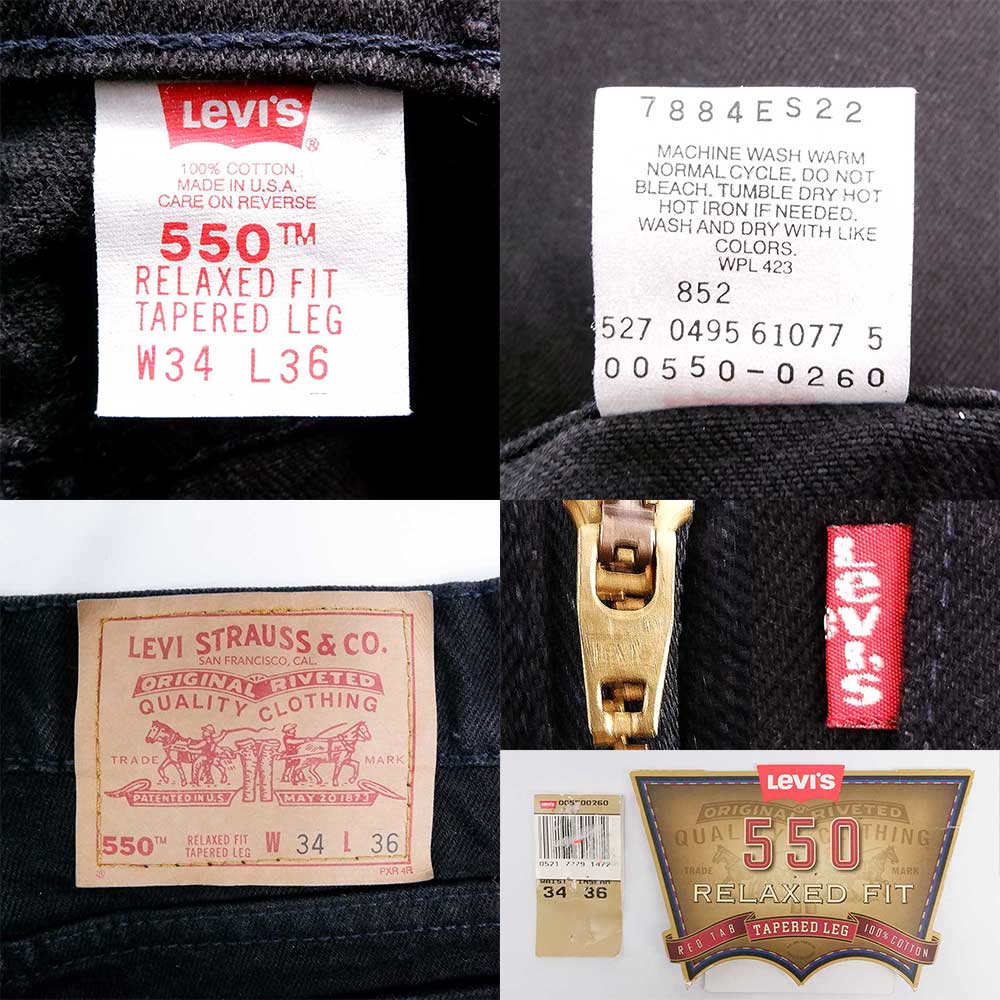 LEVI'S
®
100% COTTON
MADE IN U.S.A.
CARE ON REVERSE
550™
RELAXED FIT
TAPERED LEG
W34 L36
7884ES22
MACHINE WASH WARM
NORMAL CYCLE. DO NOT
BLEACH. TUMBLE DRY HOT
HOT IRON IF NEEDED.
WASH AND DRY WITH LIKE
COLORS.
WPL 423
852
527 0495 61077 5
00550-0260
LEVI STRAUSS & CO.
SAN FRANCISCO, CAL.
ORIGINAL RIVETED
QUALITY CLOTHING
TRADE MARK
PATENTED IN U.S. MAY 20 1873
550™ RELAXED FIT TAPERED LEG W 34 L 36
® PXR 4R
LEVI'S
LEVI'S
LEVI'S
005500260
WAIST INSEAM
34 36
LEVI'S
ORIGINAL RIVETED
QUALITY CLOTHING
550
TRADE MARK
RELAXED FIT
RED TAB TAPERED LEG 100% COTTON